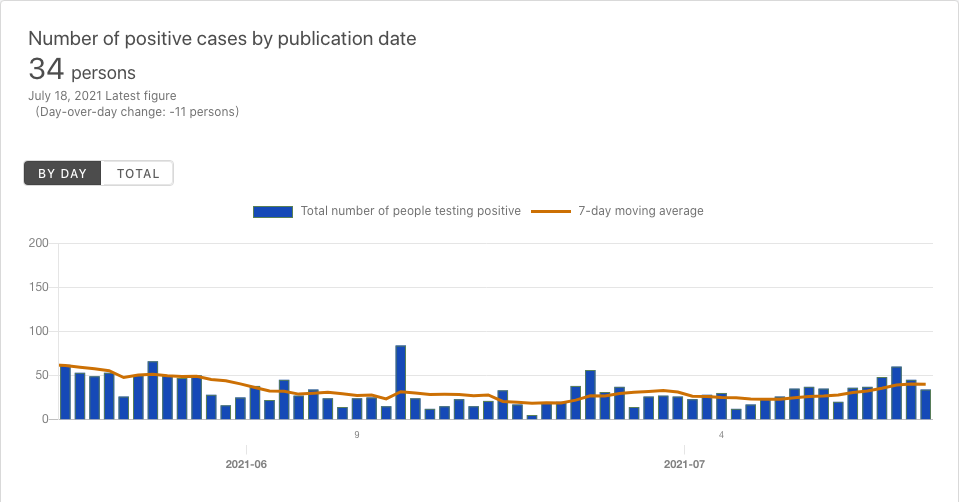 Number of positive cases by publication date
34 persons
July 18, 2021 Latest figure
(Day-over-day change: -11 persons)
BY DAY TOTAL
Total number of people testing positive 7-day moving average
200
150
100
50
0
9 4
2021-06 2021-07